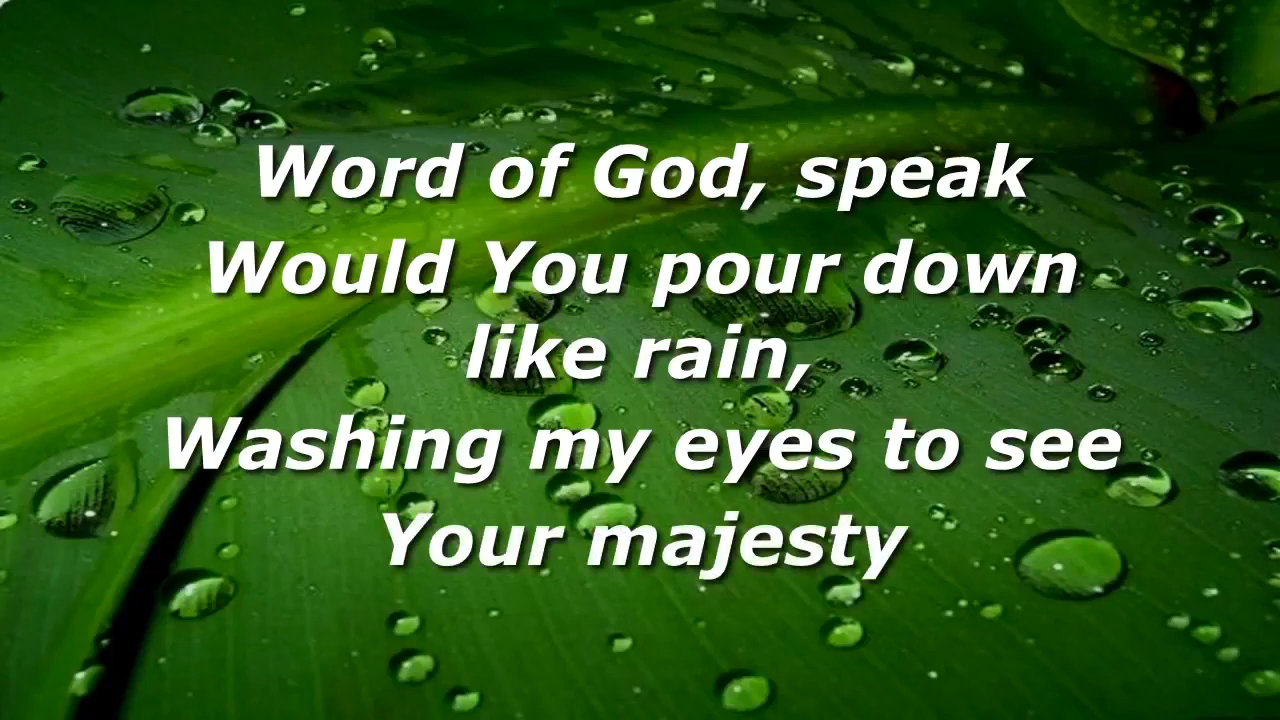 Word of God, speak
Would You pour down
like rain,
Washing my eyes to see
Your majesty